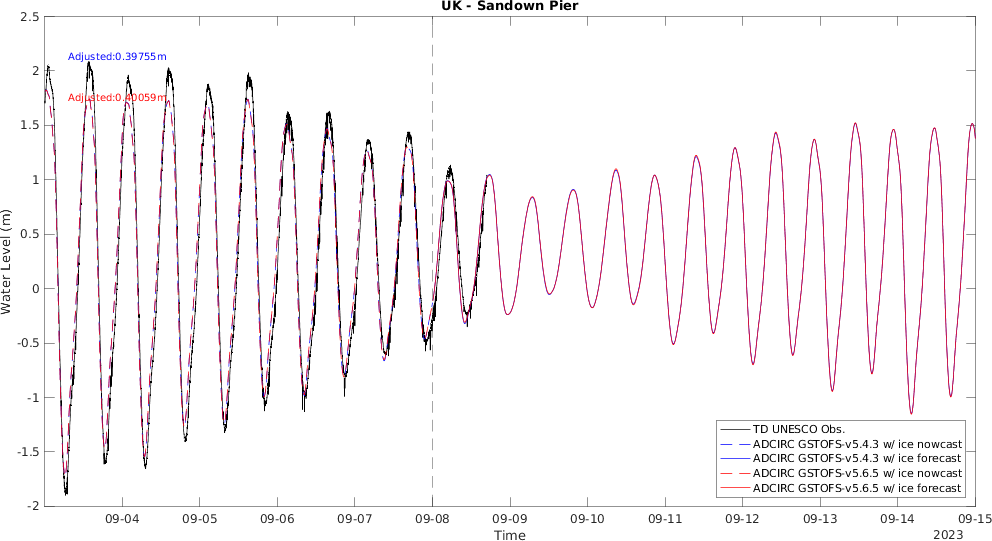 UK - Sandown Pier
2.5
2
1.5
1
0.5
0
-0.5
-1
-1.5
-2
Water Level (m)
Adjusted:0.39755m
Adjusted:0.40059m
TD UNESCO Obs.
ADCIRC GSTOFS-v5.4.3 w/ ice nowcast
ADCIRC GSTOFS-v5.4.3 w/ ice forecast
ADCIRC GSTOFS-v5.6.5 w/ ice nowcast
ADCIRC GSTOFS-v5.6.5 w/ ice forecast
09-04 09-05 09-06 09-07 09-08 09-09 09-10 09-11 09-12 09-13 09-14 09-15
Time
2023